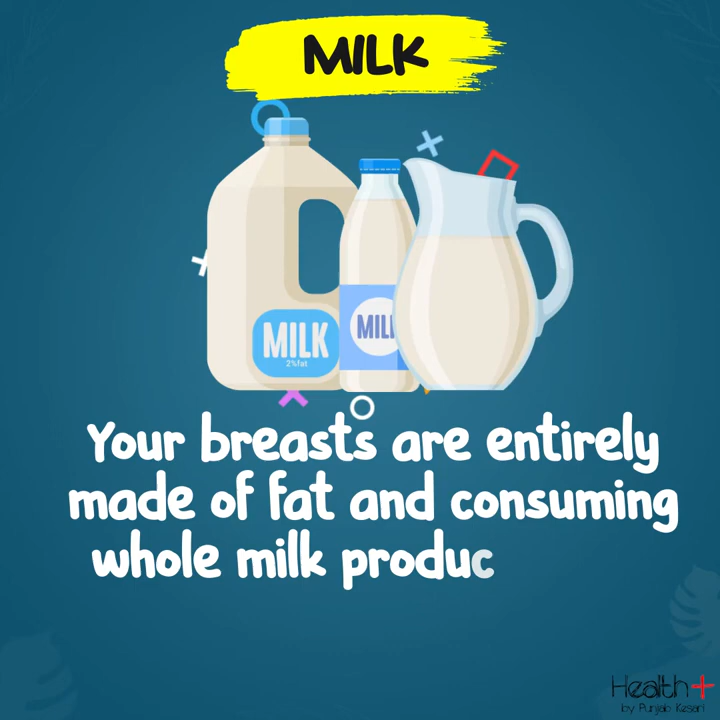 MILK
MILK
2%fat
MILK
Your breasts are entirely
made of fat and consuming
whole milk produc
Health+
by Punjab Kesari